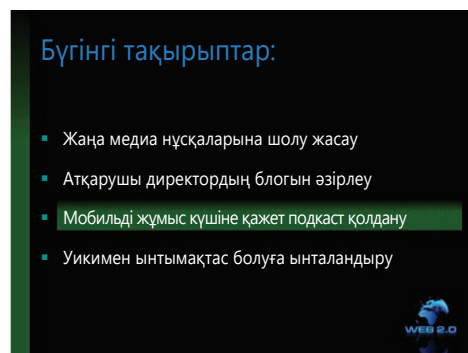 Бүгінгі тақырыптар:
Жаңа медиа нұсқаларына шолу жасау
Атқарушы директордың блогын әзірлеу
Мобильді жұмыс күшіне қажет подкаст қолдану
Уикимен ынтымақтас болуға ынталандыру
WEB 2.0